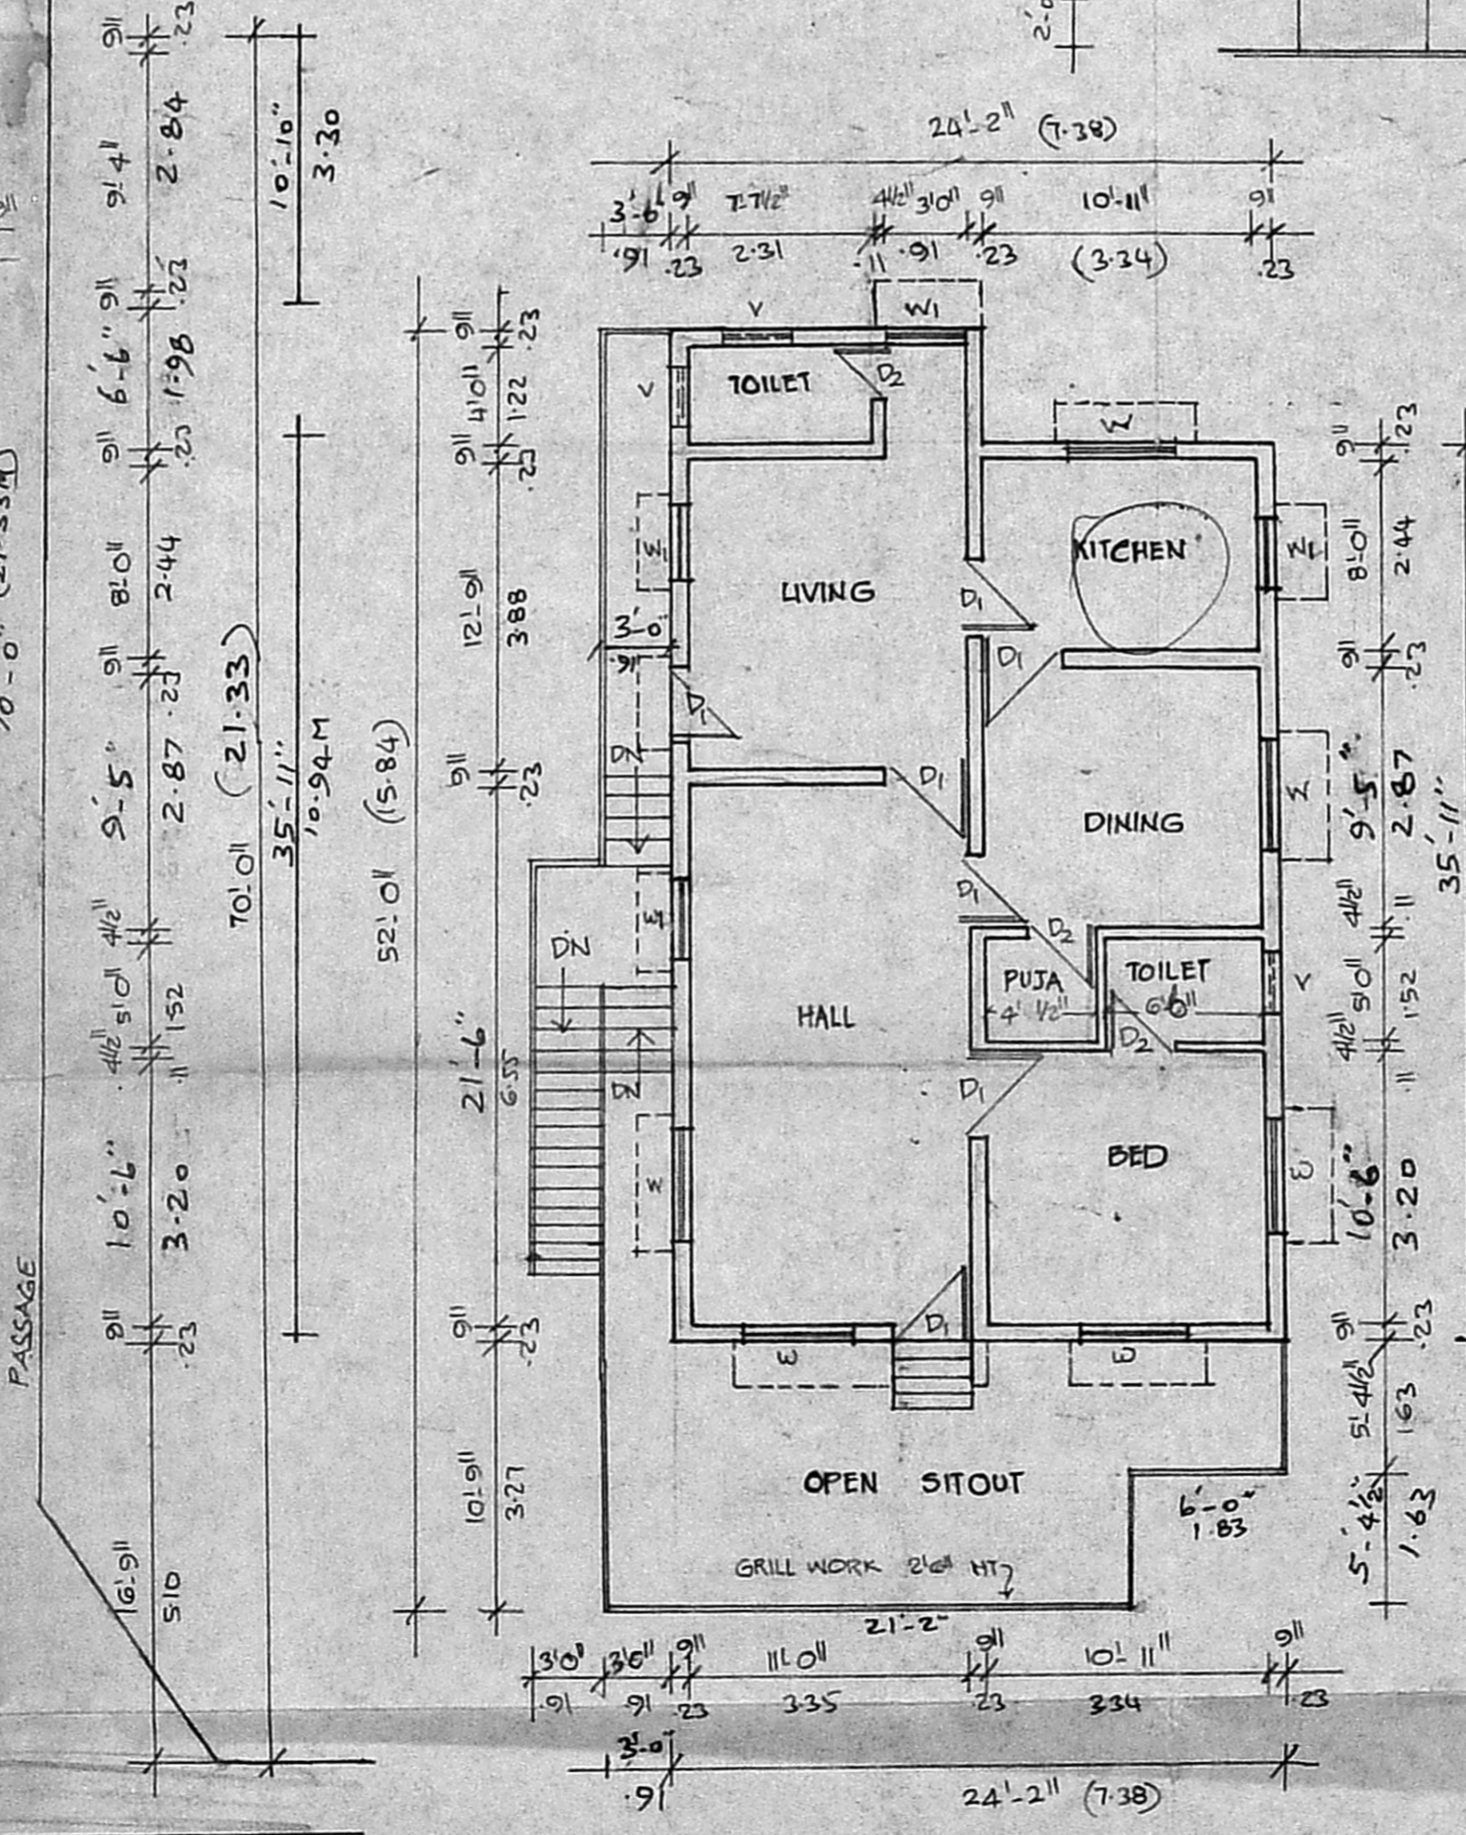 2'-0
24'-2" (7.38)
3'-6" 9" 7'-7½" 4½" 3'0" 9" 10'-11" 9"
.91 .23 2.31 .11 .91 .23 (3.34) .23
9" .23
9'-4" 2.84
9" .23
6'-6" 1.98
9" .23
8'-0" 2.44
9" .23
9'-5" 2.87
4½"
5'0" 1.52
4½" .11
10'-6" 3.20
9" .23
16'-9" 5.10
PASSAGE
10'-10"
3.30
70'-0" (21.33)
35'-11"
10.94 M
52'-0" (15.84)
9" .23
4'0" 1.22
9" .23
12'-9" 3.88
9" .23
21'-6" 6.55
9" .23
10'-9" 3.27
V W1
V TOILET D2
W
W1 LIVING KITCHEN W1
D1
3'-0"
.91 D1
D1
DN D1
DINING W
W D1
DN D2
PUJA TOILET V
4' ½" 6'6"
HALL D2
DN D1
W BED W
D1
W W
OPEN SITOUT
6'-0"
1.83
GRILL WORK 2'6" HT
21'-2"
9" .23
8'-0" 2.44
9" .23
9'-5" 2.87
4½" .11
5'0" 1.52
4½" .11
10'-6" 3.20
9" .23
5'-4½" 1.63
5'-4½" 1.63
35'-11"
3'0" 3'0" 9" 11'-0" 9" 10'-11" 9"
.91 .91 .23 3.35 .23 3.34 .23
3'-0"
.91 24'-2" (7.38)